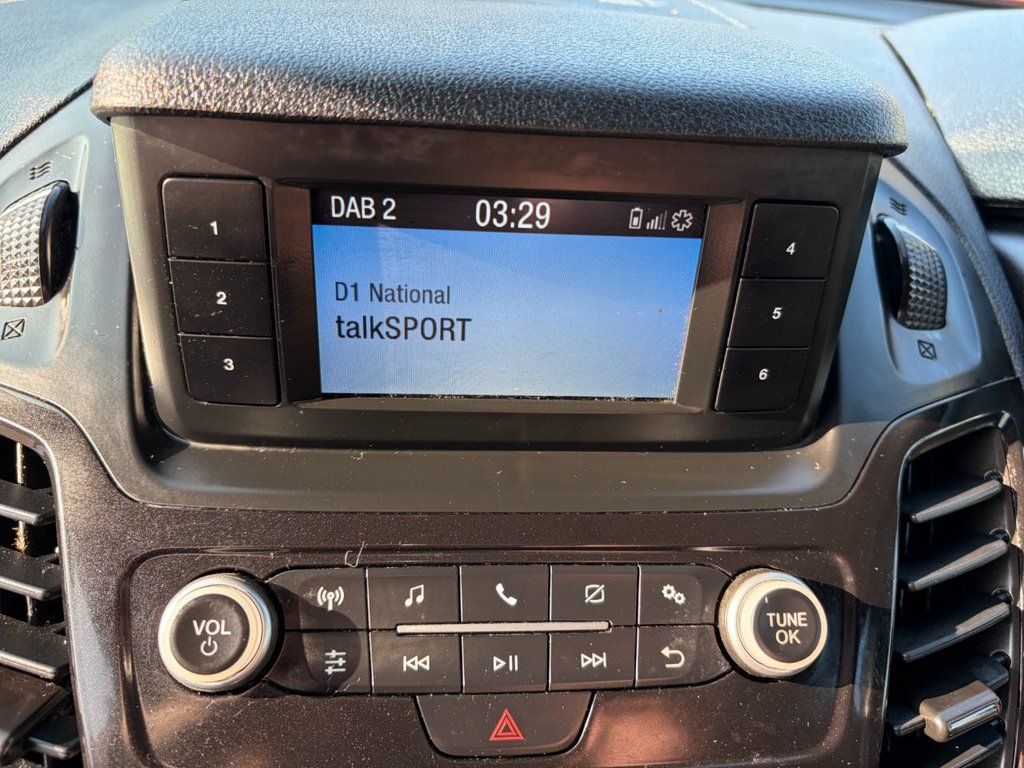 DAB 2 03:29
1
2
3
D1 National
talkSPORT
4
5
6
VOL
TUNE
OK